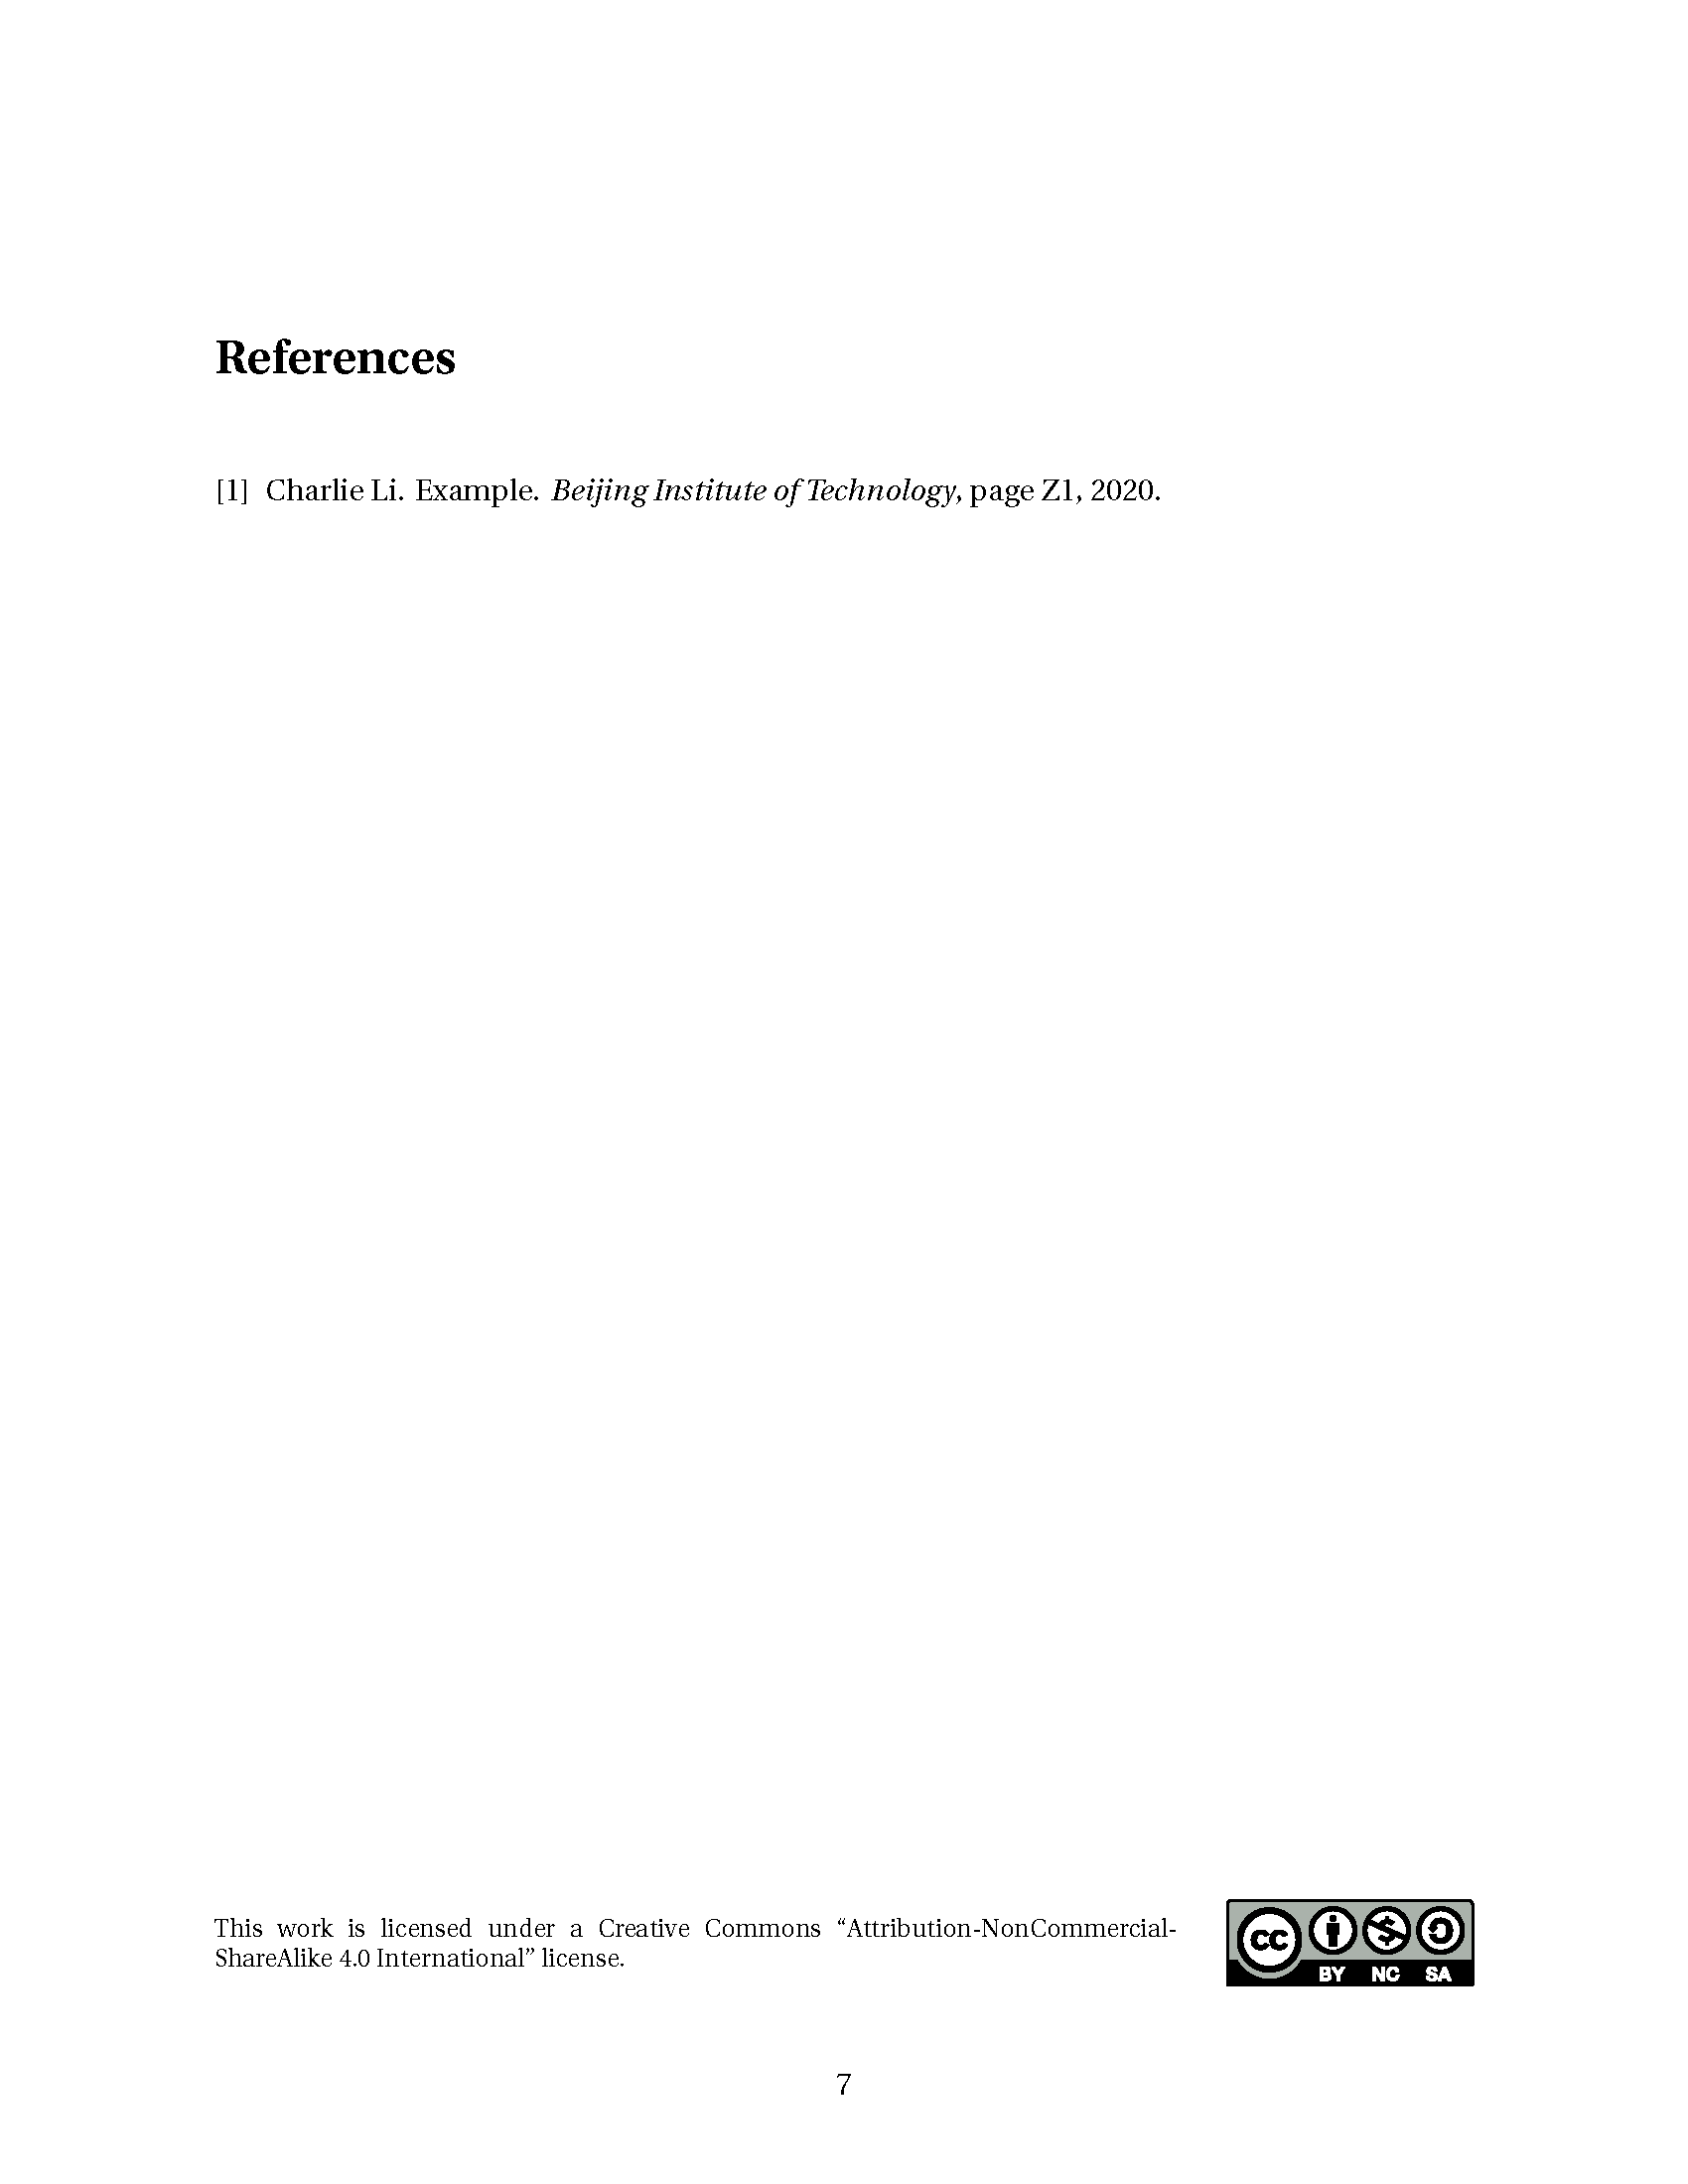 References
[1] Charlie Li. Example. Beijing Institute of Technology, page Z1, 2020.
This work is licensed under a Creative Commons “Attribution-NonCommercial-
ShareAlike 4.0 International” license.
cc
BY NC SA
7